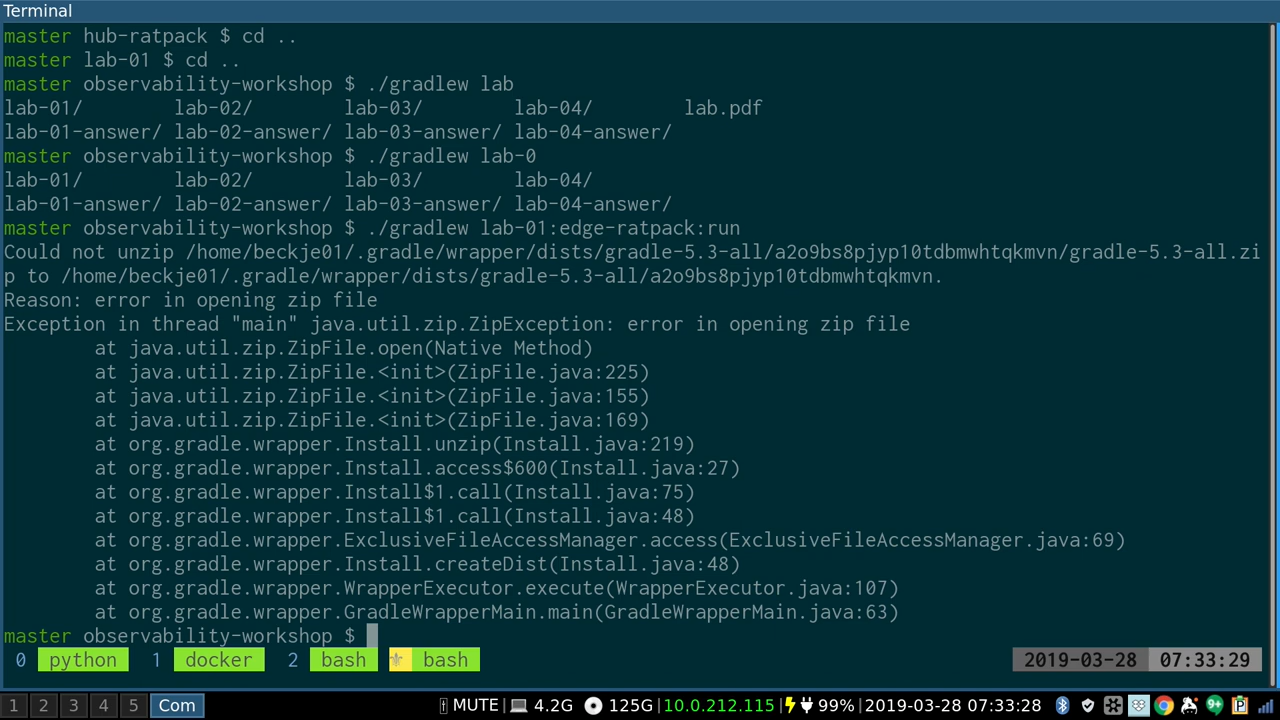 Terminal
master hub-ratpack $ cd ..
master lab-01 $ cd ..
master observability-workshop $ ./gradlew lab
lab-01/        lab-02/        lab-03/        lab-04/        lab.pdf
lab-01-answer/ lab-02-answer/ lab-03-answer/ lab-04-answer/
master observability-workshop $ ./gradlew lab-0
lab-01/        lab-02/        lab-03/        lab-04/
lab-01-answer/ lab-02-answer/ lab-03-answer/ lab-04-answer/
master observability-workshop $ ./gradlew lab-01:edge-ratpack:run
Could not unzip /home/beckje01/.gradle/wrapper/dists/gradle-5.3-all/a2o9bs8pjyp10tdbmwhtqkmvn/gradle-5.3-all.zi
p to /home/beckje01/.gradle/wrapper/dists/gradle-5.3-all/a2o9bs8pjyp10tdbmwhtqkmvn.
Reason: error in opening zip file
Exception in thread "main" java.util.zip.ZipException: error in opening zip file
        at java.util.zip.ZipFile.open(Native Method)
        at java.util.zip.ZipFile.<init>(ZipFile.java:225)
        at java.util.zip.ZipFile.<init>(ZipFile.java:155)
        at java.util.zip.ZipFile.<init>(ZipFile.java:169)
        at org.gradle.wrapper.Install.unzip(Install.java:219)
        at org.gradle.wrapper.Install.access$600(Install.java:27)
        at org.gradle.wrapper.Install$1.call(Install.java:75)
        at org.gradle.wrapper.Install$1.call(Install.java:48)
        at org.gradle.wrapper.ExclusiveFileAccessManager.access(ExclusiveFileAccessManager.java:69)
        at org.gradle.wrapper.Install.createDist(Install.java:48)
        at org.gradle.wrapper.WrapperExecutor.execute(WrapperExecutor.java:107)
        at org.gradle.wrapper.GradleWrapperMain.main(GradleWrapperMain.java:63)
master observability-workshop $
0 python 1 docker 2 bash bash 2019-03-28 07:33:29
1 2 3 4 5 Com MUTE| 4.2G 125G|10.0.212.115| 99%|2019-03-28 07:33:28 9+